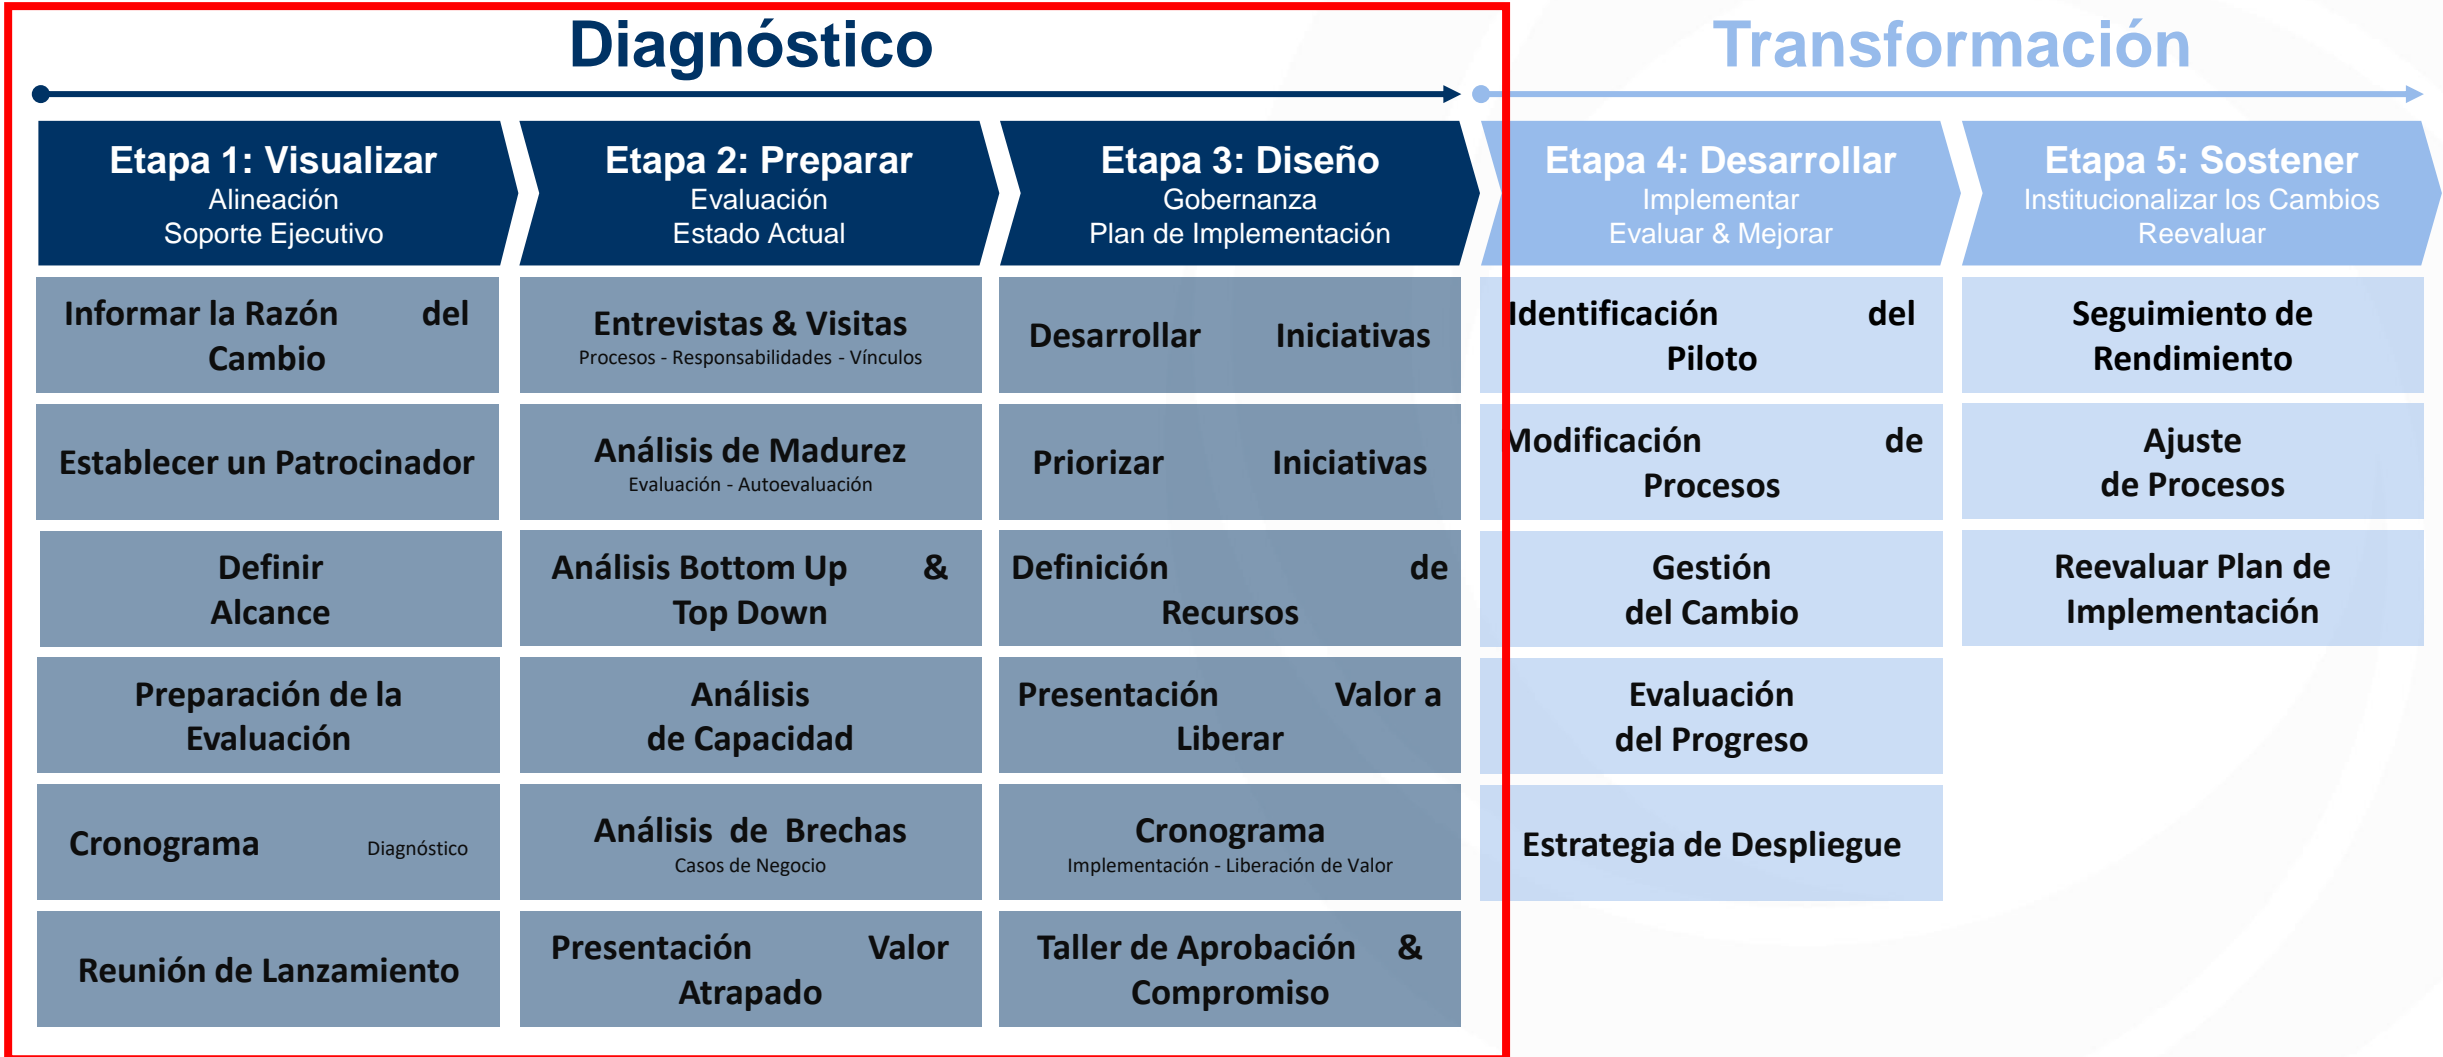 Diagnóstico
Transformación
Etapa 1: Visualizar
Alineación
Soporte Ejecutivo
Etapa 2: Preparar
Evaluación
Estado Actual
Etapa 3: Diseño
Gobernanza
Plan de Implementación
Etapa 4: Desarrollar
Implementar
Evaluar & Mejorar
Etapa 5: Sostener
Institucionalizar los Cambios
Reevaluar
Informar la Razón del
Cambio
Establecer un Patrocinador
Definir
Alcance
Preparación de la
Evaluación
Cronograma Diagnóstico
Reunión de Lanzamiento
Entrevistas & Visitas
Procesos - Responsabilidades - Vínculos
Análisis de Madurez
Evaluación - Autoevaluación
Análisis Bottom Up &
Top Down
Análisis
de Capacidad
Análisis de Brechas
Casos de Negocio
Presentación Valor
Atrapado
Desarrollar Iniciativas
Priorizar Iniciativas
Definición de
Recursos
Presentación Valor a
Liberar
Cronograma
Implementación - Liberación de Valor
Taller de Aprobación &
Compromiso
Identificación del
Piloto
Modificación de
Procesos
Gestión
del Cambio
Evaluación
del Progreso
Estrategia de Despliegue
Seguimiento de
Rendimiento
Ajuste
de Procesos
Reevaluar Plan de
Implementación